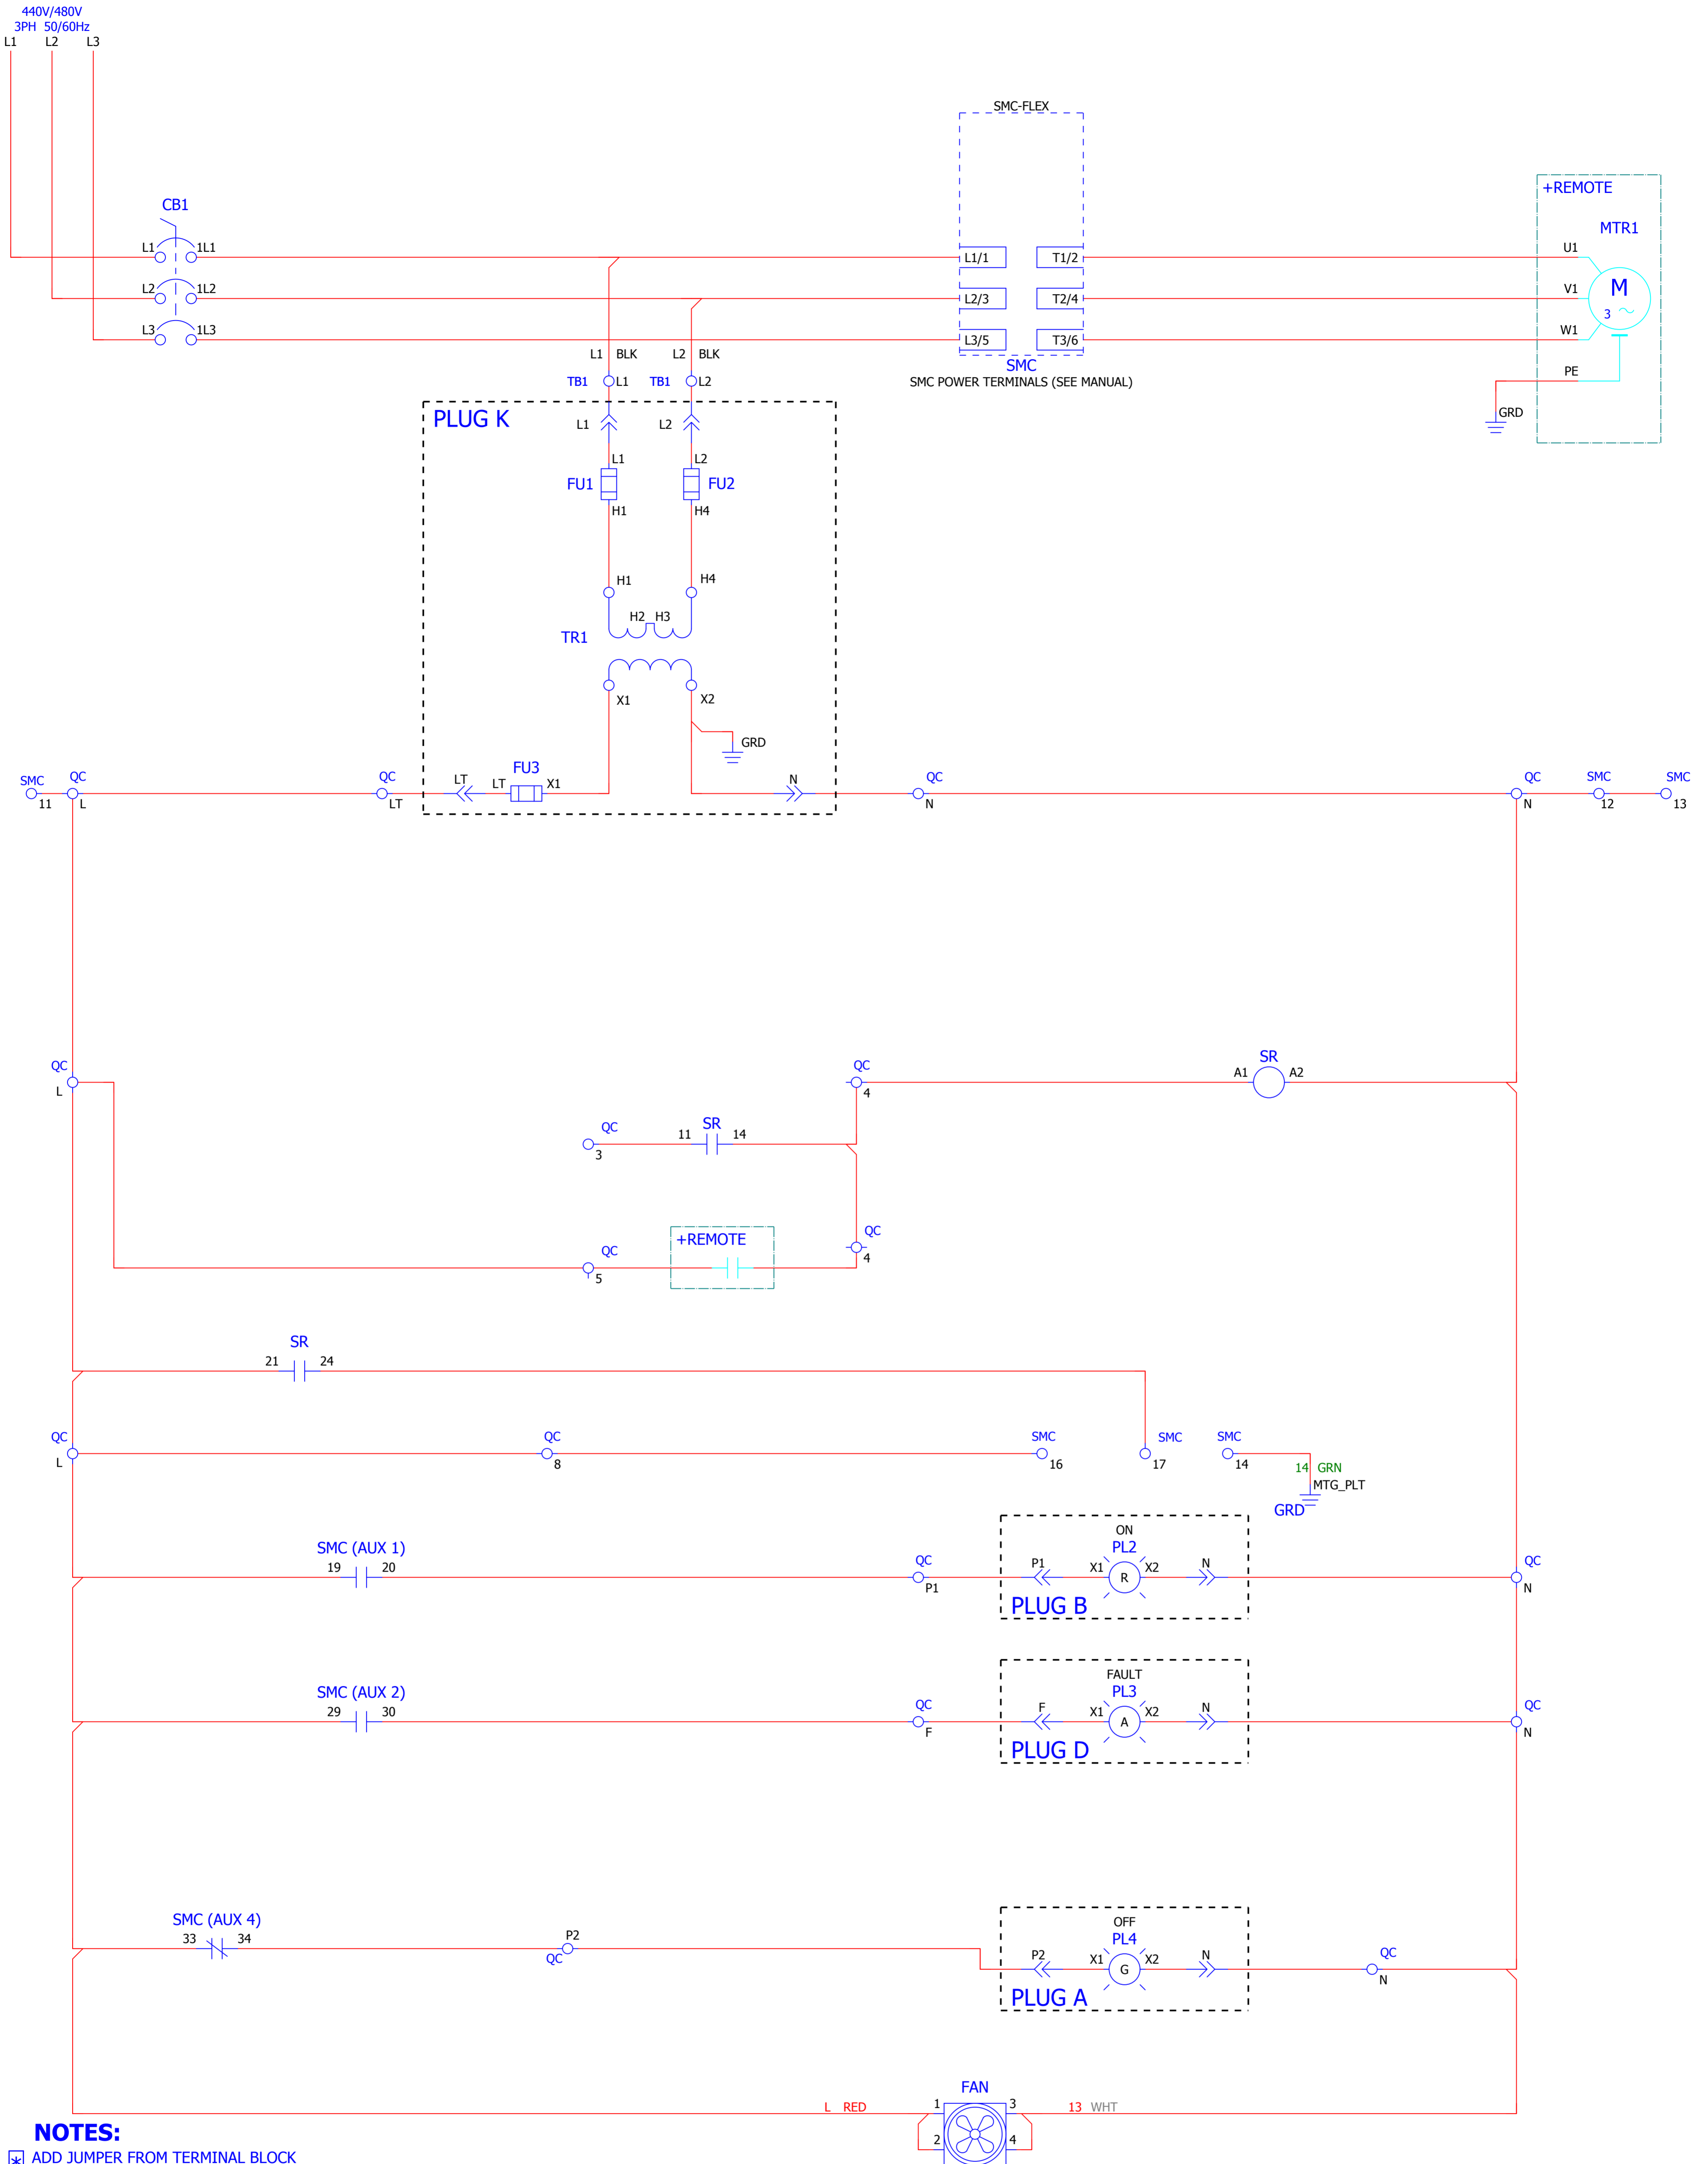 440V/480V
3PH 50/60Hz
L1 L2 L3
SMC-FLEX
+REMOTE
CB1
MTR1
L1 1L1
L1/1 T1/2
U1
L2 1L2
L2/3 T2/4
V1
M
3
L3 1L3
L3/5 T3/6
W1
L1 BLK L2 BLK
SMC
SMC POWER TERMINALS (SEE MANUAL)
PE
TB1 L1 TB1 L2
GRD
PLUG K
L1 L2
L1 L2
FU1 FU2
H1 H4
H1 H4
H2 H3
TR1
X1 X2
GRD
SMC QC QC LT LT FU3 X1 N QC QC SMC SMC
11 L LT N N 12 13
QC QC SR
L 4 A1 A2
QC 11 SR 14
3
QC +REMOTE QC
5 4
SR
21 24
QC QC SMC SMC SMC
L 8 16 17 14
14 GRN
MTG_PLT
GRD
ON
SMC (AUX 1) PL2
19 20 QC P1 X1 R X2 N QC
P1 N
PLUG B
FAULT
SMC (AUX 2) PL3
29 30 QC F X1 A X2 N QC
F N
PLUG D
OFF
SMC (AUX 4) PL4
33 34 P2 P2 X1 G X2 N QC
QC N
PLUG A
FAN
L RED 1 3 13 WHT
2 4
NOTES:
* ADD JUMPER FROM TERMINAL BLOCK